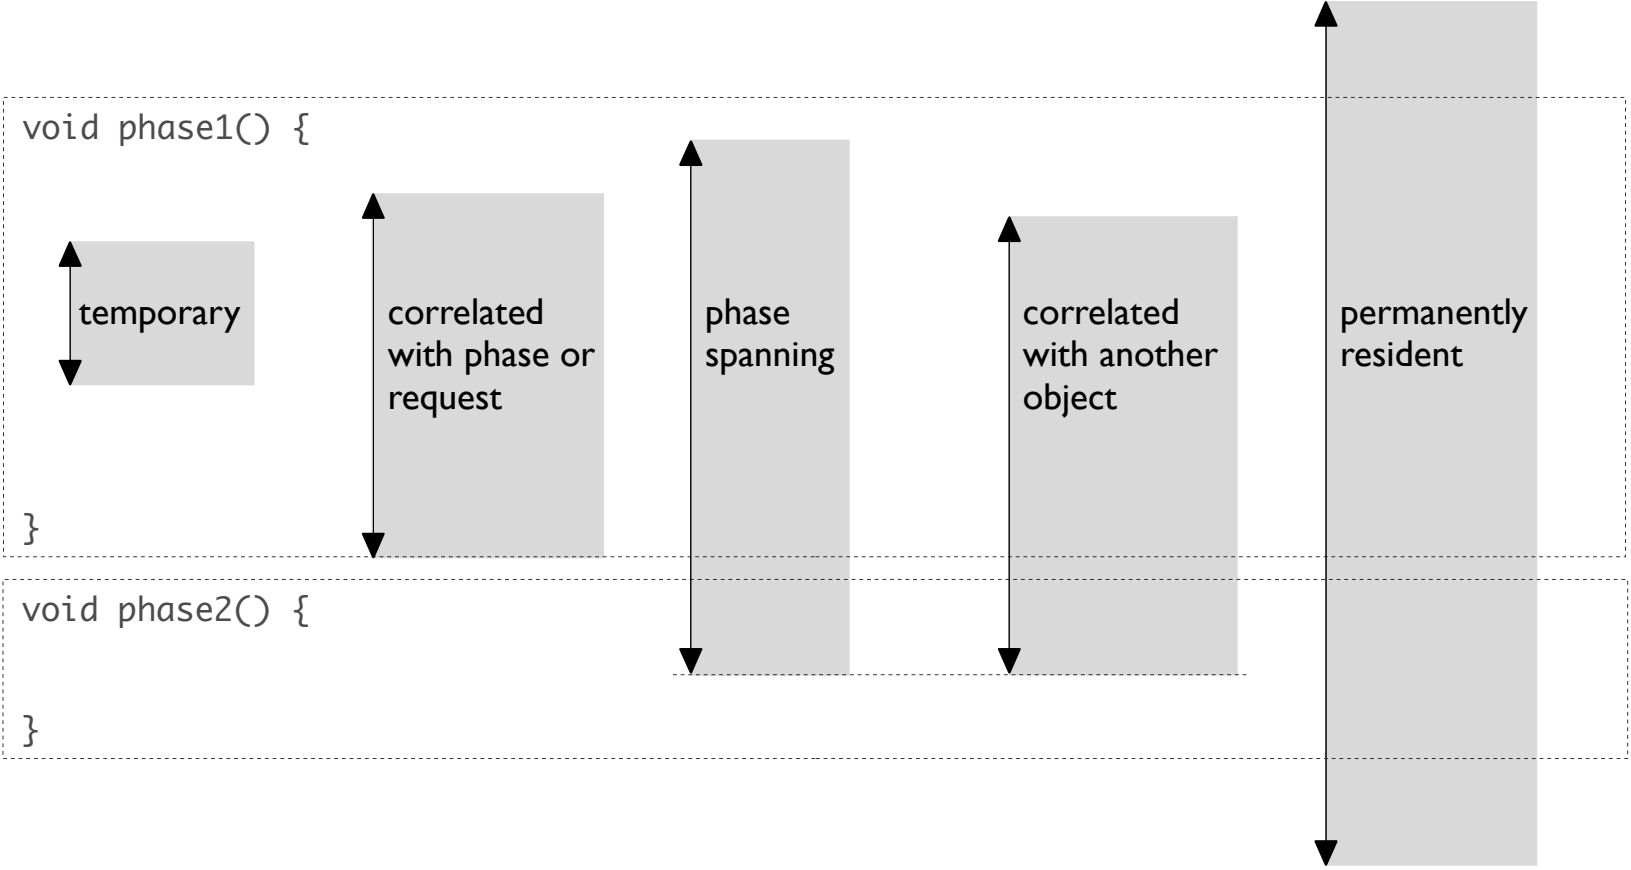 void phase1() {
temporary
correlated
with phase or
request
phase
spanning
correlated
with another
object
permanently
resident
}
void phase2() {
}